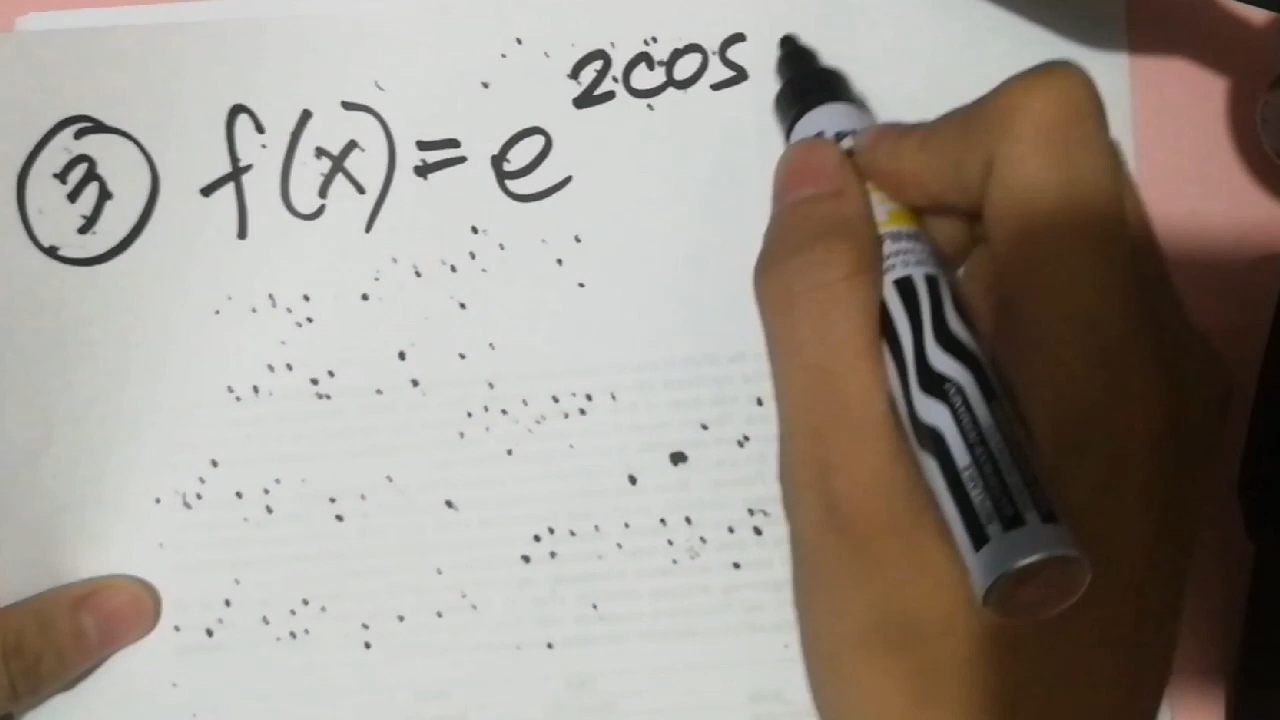 ③ f(x) = e^2cos